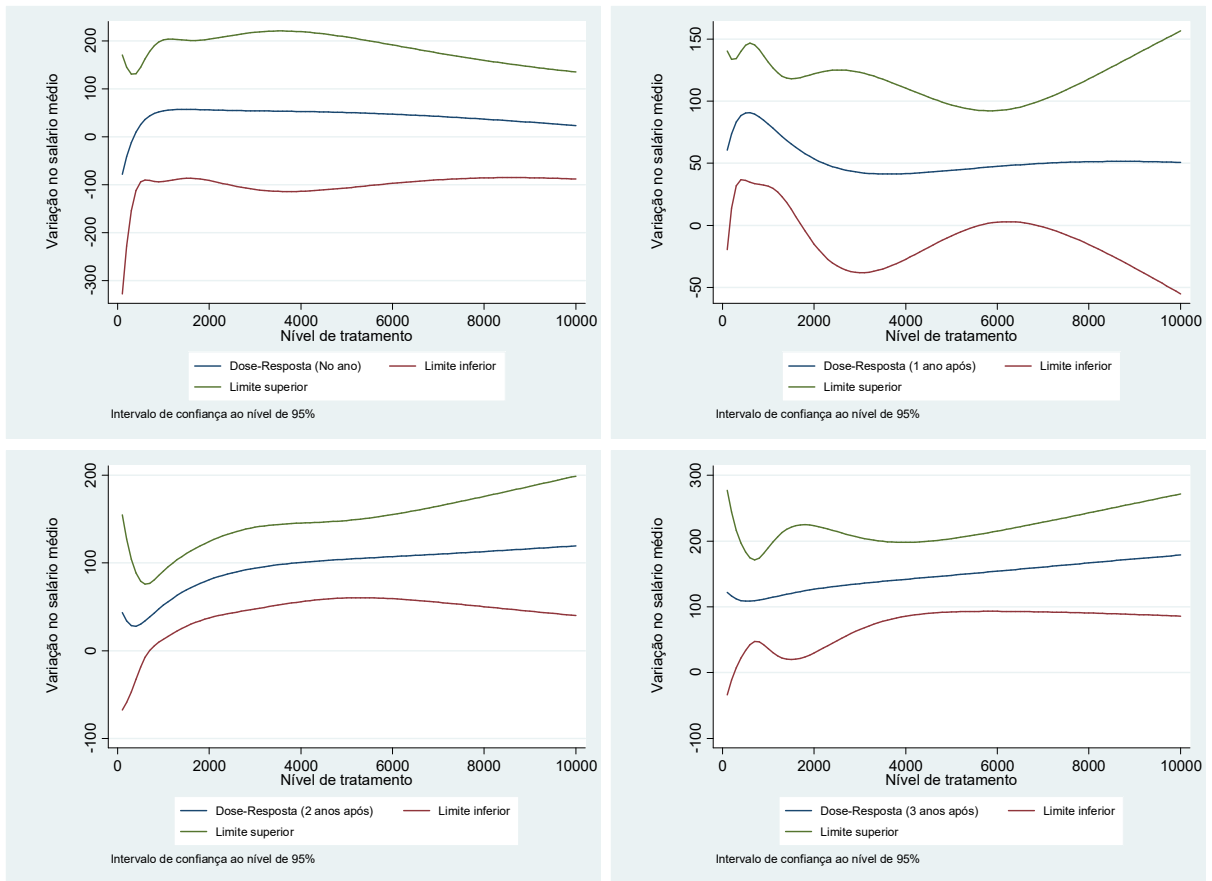 Variação no salário médio
200
100
0
-100
-200
-300
0 2000 4000 6000 8000 10000
Nível de tratamento
Dose-Resposta (No ano) Limite inferior
Limite superior
Intervalo de confiança ao nível de 95%
Variação no salário médio
150
100
50
0
-50
0 2000 4000 6000 8000 10000
Nível de tratamento
Dose-Resposta (1 ano após) Limite inferior
Limite superior
Intervalo de confiança ao nível de 95%
Variação no salário médio
200
100
0
-100
0 2000 4000 6000 8000 10000
Nível de tratamento
Dose-Resposta (2 anos após) Limite inferior
Limite superior
Intervalo de confiança ao nível de 95%
Variação no salário médio
300
200
100
0
-100
0 2000 4000 6000 8000 10000
Nível de tratamento
Dose-Resposta (3 anos após) Limite inferior
Limite superior
Intervalo de confiança ao nível de 95%